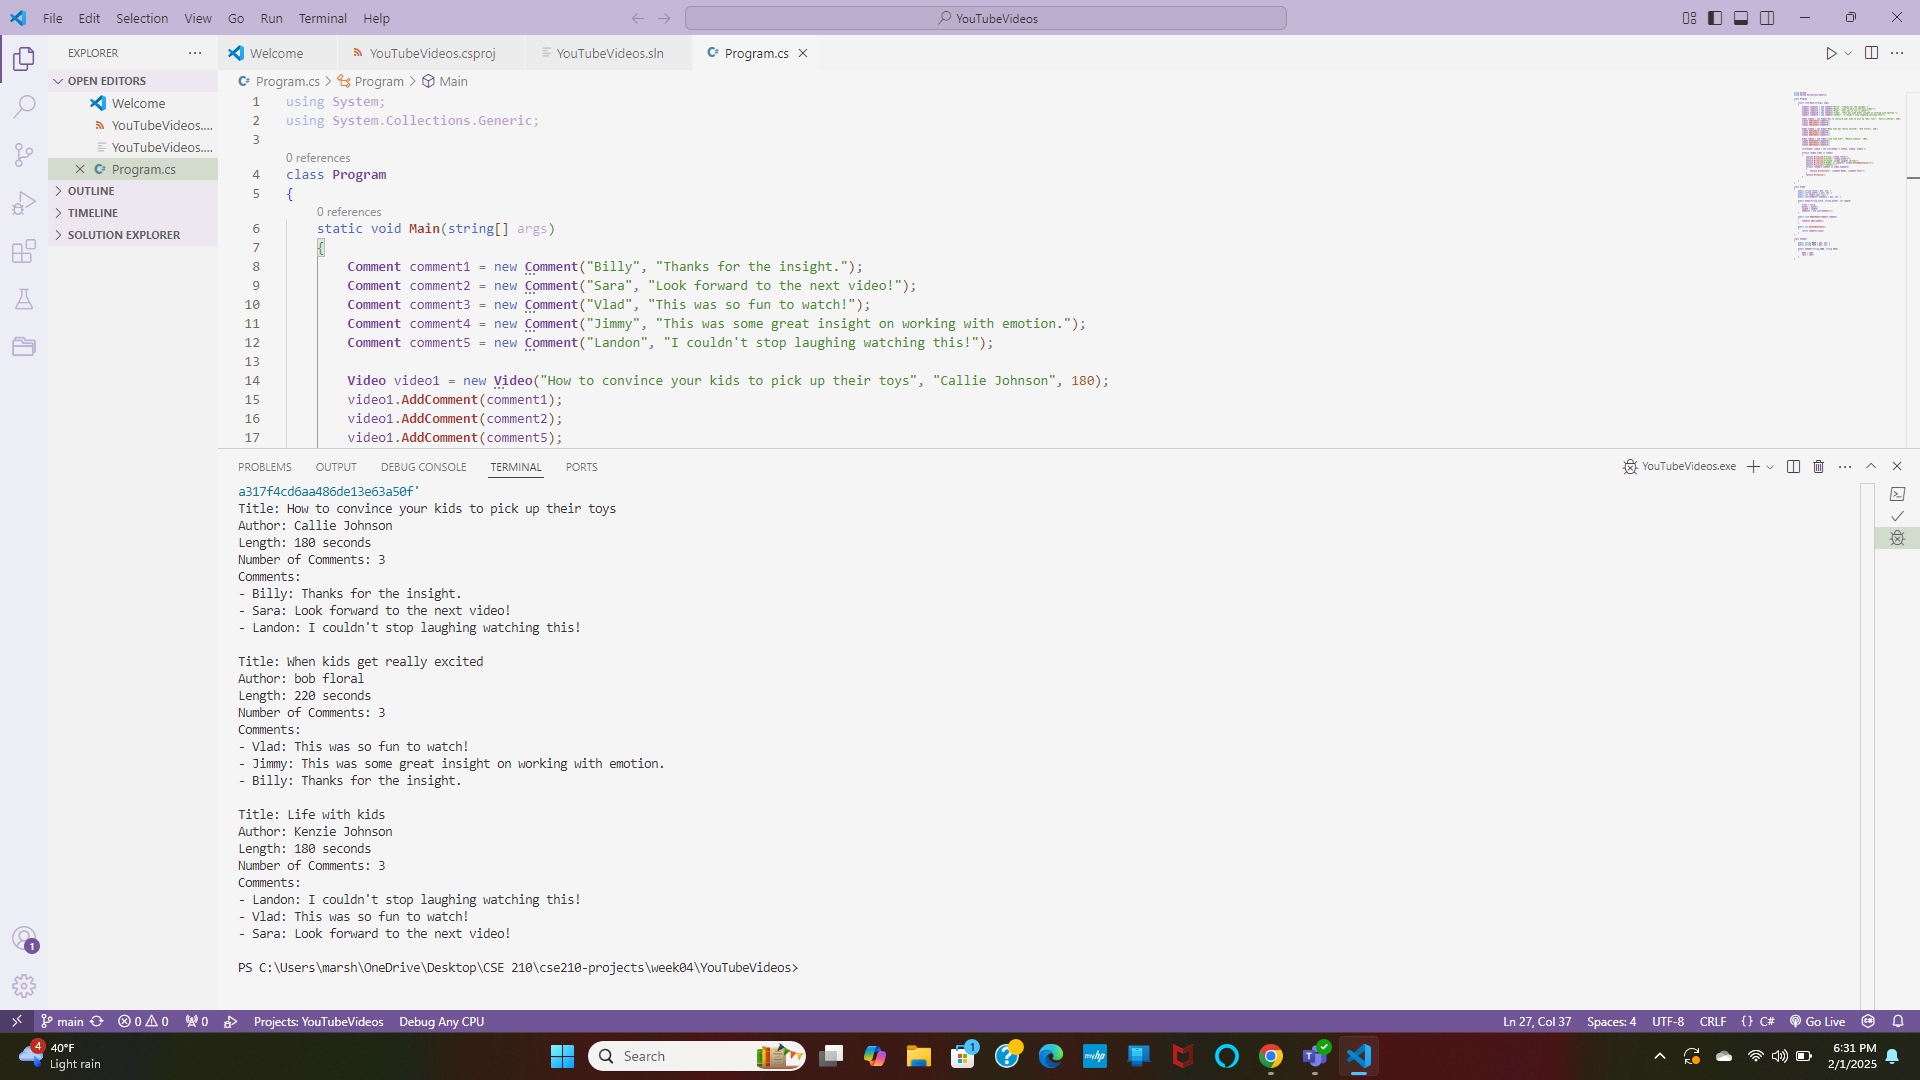 File Edit Selection View Go Run Terminal Help
YouTubeVideos
EXPLORER
OPEN EDITORS
Welcome
YouTubeVideos....
YouTubeVideos....
Program.cs
OUTLINE
TIMELINE
SOLUTION EXPLORER
Welcome YouTubeVideos.csproj YouTubeVideos.sln Program.cs
Program.cs > Program > Main
1 using System;
2 using System.Collections.Generic;
3
0 references
4 class Program
5 {
0 references
6 static void Main(string[] args)
7 {
8 Comment comment1 = new Comment("Billy", "Thanks for the insight.");
9 Comment comment2 = new Comment("Sara", "Look forward to the next video!");
10 Comment comment3 = new Comment("Vlad", "This was so fun to watch!");
11 Comment comment4 = new Comment("Jimmy", "This was some great insight on working with emotion.");
12 Comment comment5 = new Comment("Landon", "I couldn't stop laughing watching this!");
13
14 Video video1 = new Video("How to convince your kids to pick up their toys", "Callie Johnson", 180);
15 video1.AddComment(comment1);
16 video1.AddComment(comment2);
17 video1.AddComment(comment5);
PROBLEMS OUTPUT DEBUG CONSOLE TERMINAL PORTS
YouTubeVideos.exe
a317f4cd6aa486de13e63a50f'
Title: How to convince your kids to pick up their toys
Author: Callie Johnson
Length: 180 seconds
Number of Comments: 3
Comments:
- Billy: Thanks for the insight.
- Sara: Look forward to the next video!
- Landon: I couldn't stop laughing watching this!
Title: When kids get really excited
Author: bob floral
Length: 220 seconds
Number of Comments: 3
Comments:
- Vlad: This was so fun to watch!
- Jimmy: This was some great insight on working with emotion.
- Billy: Thanks for the insight.
Title: Life with kids
Author: Kenzie Johnson
Length: 180 seconds
Number of Comments: 3
Comments:
- Landon: I couldn't stop laughing watching this!
- Vlad: This was so fun to watch!
- Sara: Look forward to the next video!
PS C:\Users\marsh\OneDrive\Desktop\CSE 210\cse210-projects\week04\YouTubeVideos>
1
main 0 0 0 Projects: YouTubeVideos Debug Any CPU
Ln 27, Col 37 Spaces: 4 UTF-8 CRLF {} C# Go Live
4
40°F
Light rain
Search
1
myhp
6:31 PM
2/1/2025